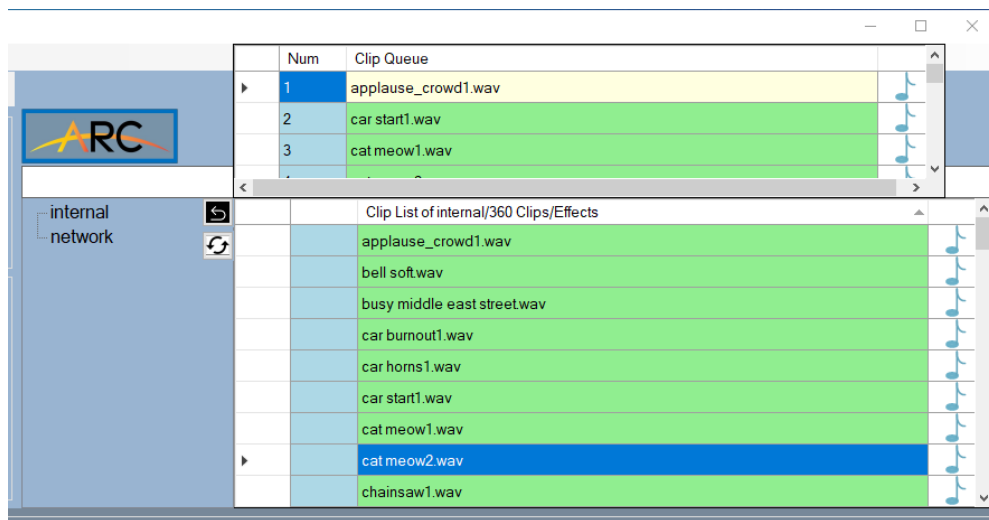 Num Clip Queue
1 applause_crowd1.wav
2 car start1.wav
3 cat meow1.wav
ARC
internal
network
Clip List of internal/360 Clips/Effects
applause_crowd1.wav
bell soft.wav
busy middle east street.wav
car burnout1.wav
car horns1.wav
car start1.wav
cat meow1.wav
cat meow2.wav
chainsaw1.wav